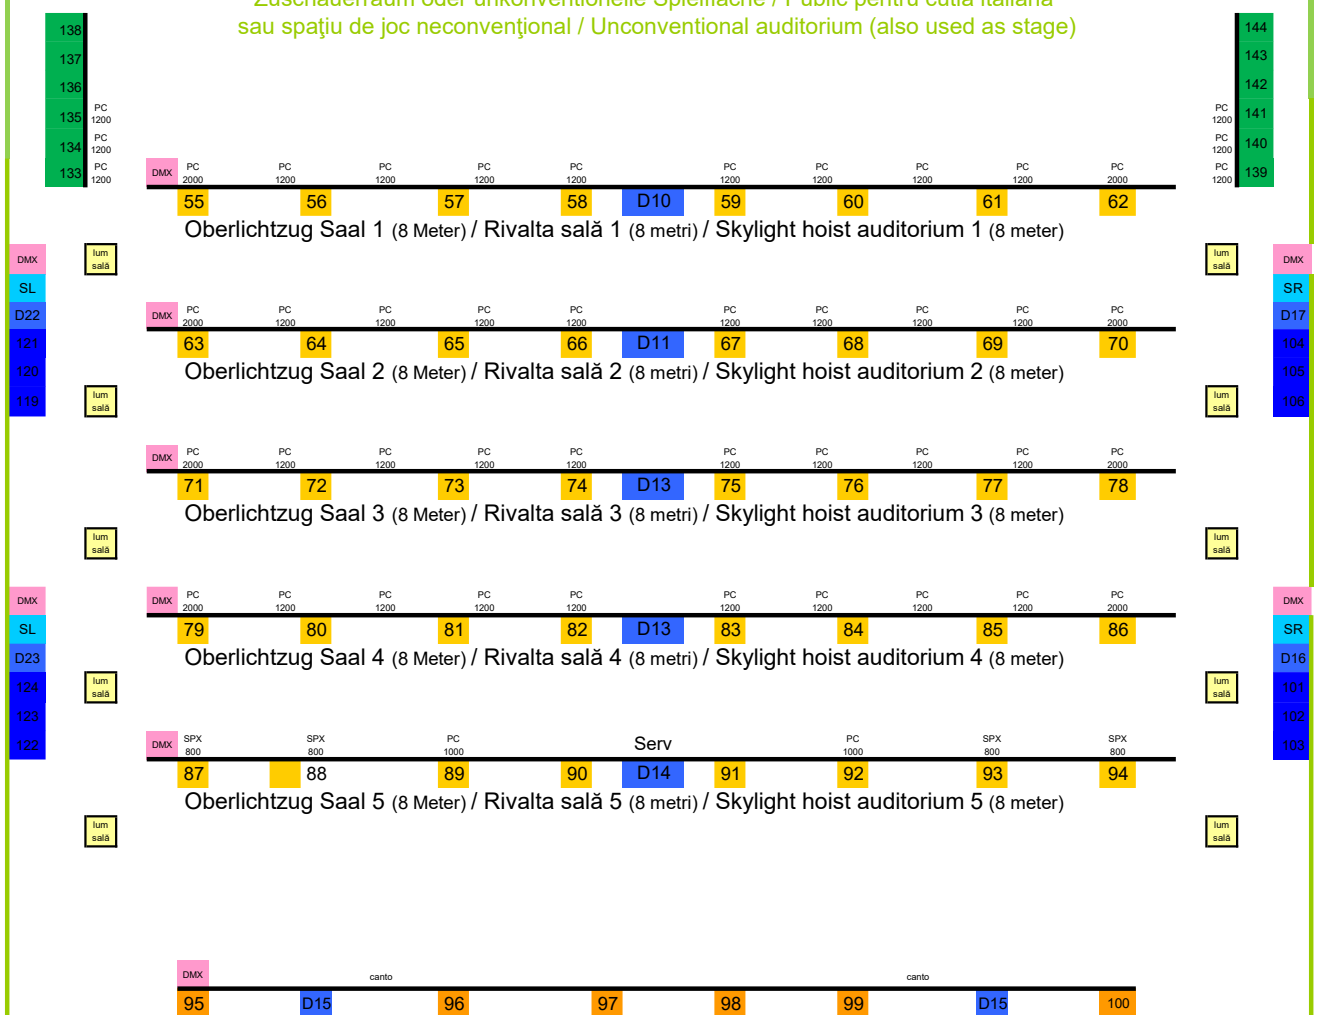 Zuschauerraum oder unkonventionelle Spielfläche / Public pentru cutia italiana
sau spaţiu de joc neconvenţional / Unconventional auditorium (also used as stage)
138 144
137 143
136 142
135 PC 1200 PC 1200 141
134 PC 1200 PC 1200 140
133 PC 1200 PC 1200 139
DMX PC PC PC PC PC PC PC PC PC PC
2000 1200 1200 1200 1200 1200 1200 1200 1200 2000
55 56 57 58 D10 59 60 61 62
Oberlichtzug Saal 1 (8 Meter) / Rivalta sală 1 (8 metri) / Skylight hoist auditorium 1 (8 meter)
DMX lum sală lum sală DMX
SL SR
D22 D17
121 104
120 105
119 106
DMX PC PC PC PC PC PC PC PC PC PC
2000 1200 1200 1200 1200 1200 1200 1200 1200 2000
63 64 65 66 D11 67 68 69 70
Oberlichtzug Saal 2 (8 Meter) / Rivalta sală 2 (8 metri) / Skylight hoist auditorium 2 (8 meter)
lum sală lum sală
DMX PC PC PC PC PC PC PC PC PC PC
2000 1200 1200 1200 1200 1200 1200 1200 1200 2000
71 72 73 74 D13 75 76 77 78
Oberlichtzug Saal 3 (8 Meter) / Rivalta sală 3 (8 metri) / Skylight hoist auditorium 3 (8 meter)
lum sală lum sală
DMX DMX
SL SR
D23 D16
124 101
123 102
122 103
DMX PC PC PC PC PC PC PC PC PC PC
2000 1200 1200 1200 1200 1200 1200 1200 1200 2000
79 80 81 82 D13 83 84 85 86
Oberlichtzug Saal 4 (8 Meter) / Rivalta sală 4 (8 metri) / Skylight hoist auditorium 4 (8 meter)
lum sală lum sală
DMX SPX SPX PC Serv PC SPX SPX
800 800 1000 1000 800 800
87 88 89 90 D14 91 92 93 94
Oberlichtzug Saal 5 (8 Meter) / Rivalta sală 5 (8 metri) / Skylight hoist auditorium 5 (8 meter)
lum sală lum sală
DMX canto canto
95 D15 96 97 98 99 D15 100